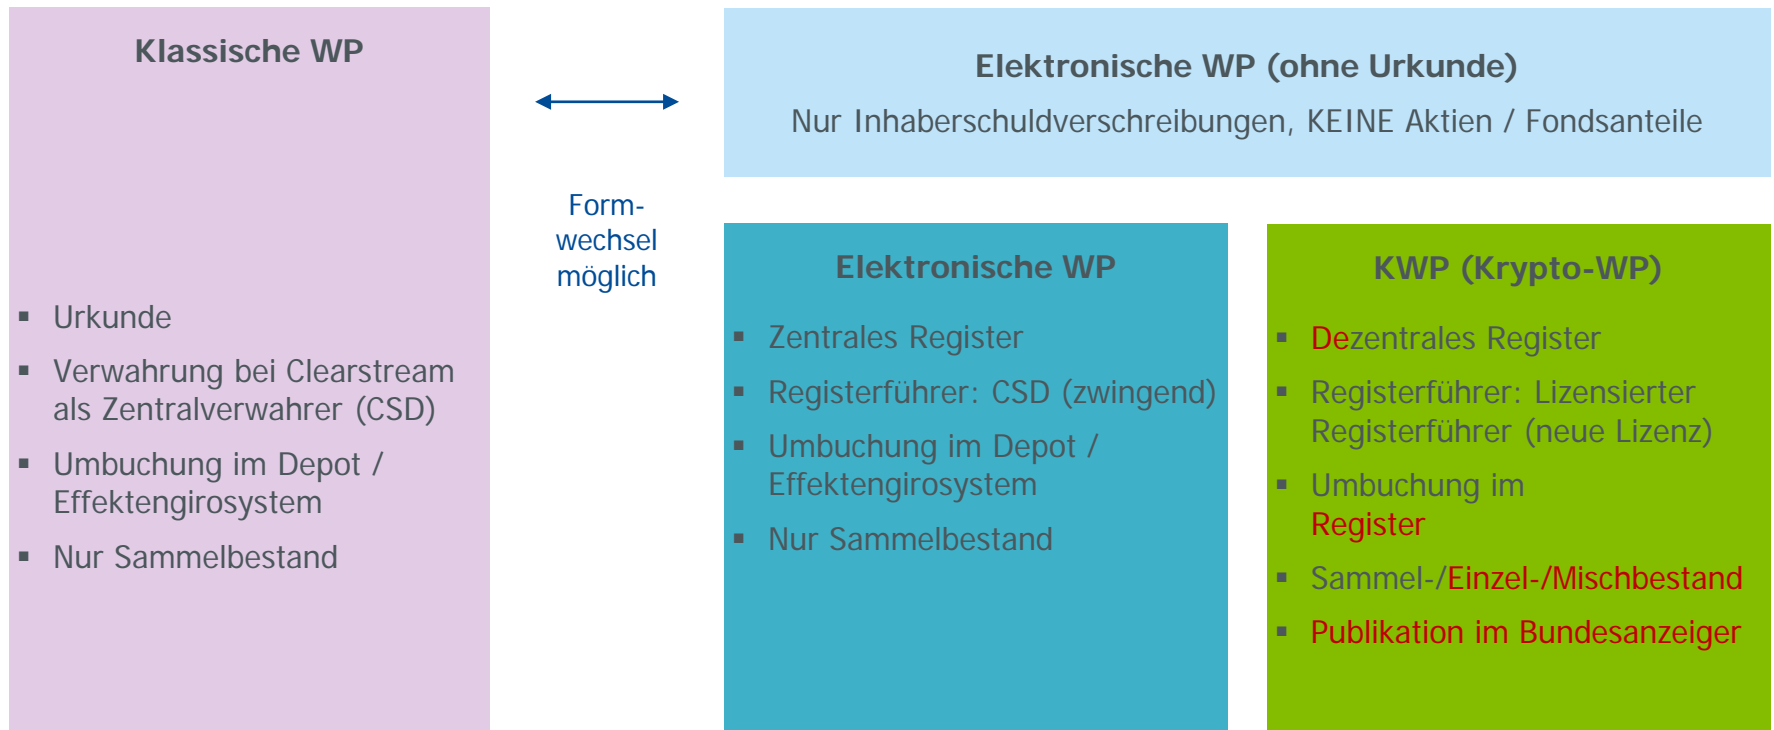 Klassische WP
▪ Urkunde
▪ Verwahrung bei Clearstream
als Zentralverwahrer (CSD)
▪ Umbuchung im Depot /
Effektengirosystem
▪ Nur Sammelbestand
Form-
wechsel
möglich
Elektronische WP (ohne Urkunde)
Nur Inhaberschuldverschreibungen, KEINE Aktien / Fondsanteile
Elektronische WP
▪ Zentrales Register
▪ Registerführer: CSD (zwingend)
▪ Umbuchung im Depot /
Effektengirosystem
▪ Nur Sammelbestand
KWP (Krypto-WP)
▪ Dezentrales Register
▪ Registerführer: Lizensierter
Registerführer (neue Lizenz)
▪ Umbuchung im
Register
▪ Sammel-/Einzel-/Mischbestand
▪ Publikation im Bundesanzeiger